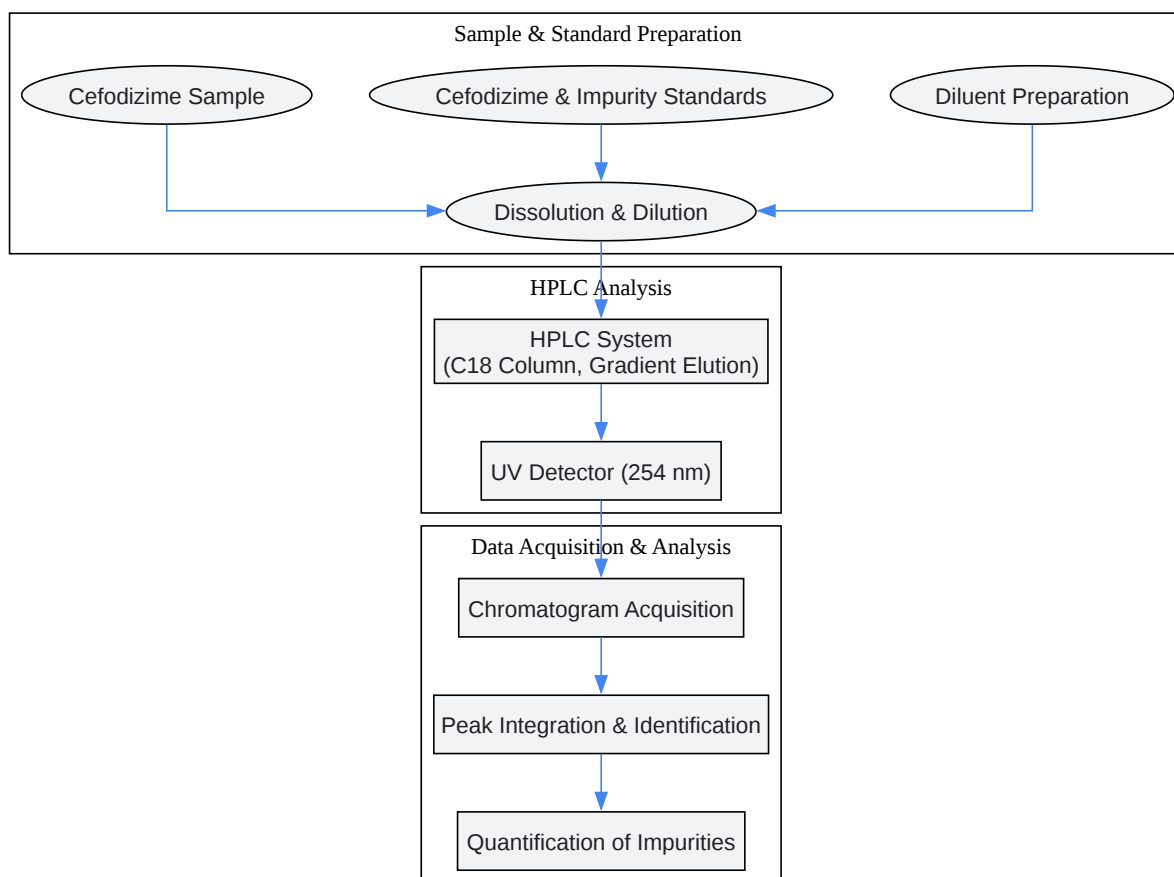 Sample & Standard Preparation
Cefodizime Sample
Cefodizime & Impurity Standards
Diluent Preparation
Dissolution & Dilution
HPLC Analysis
HPLC System
(C18 Column, Gradient Elution)
UV Detector (254 nm)
Data Acquisition & Analysis
Chromatogram Acquisition
Peak Integration & Identification
Quantification of Impurities